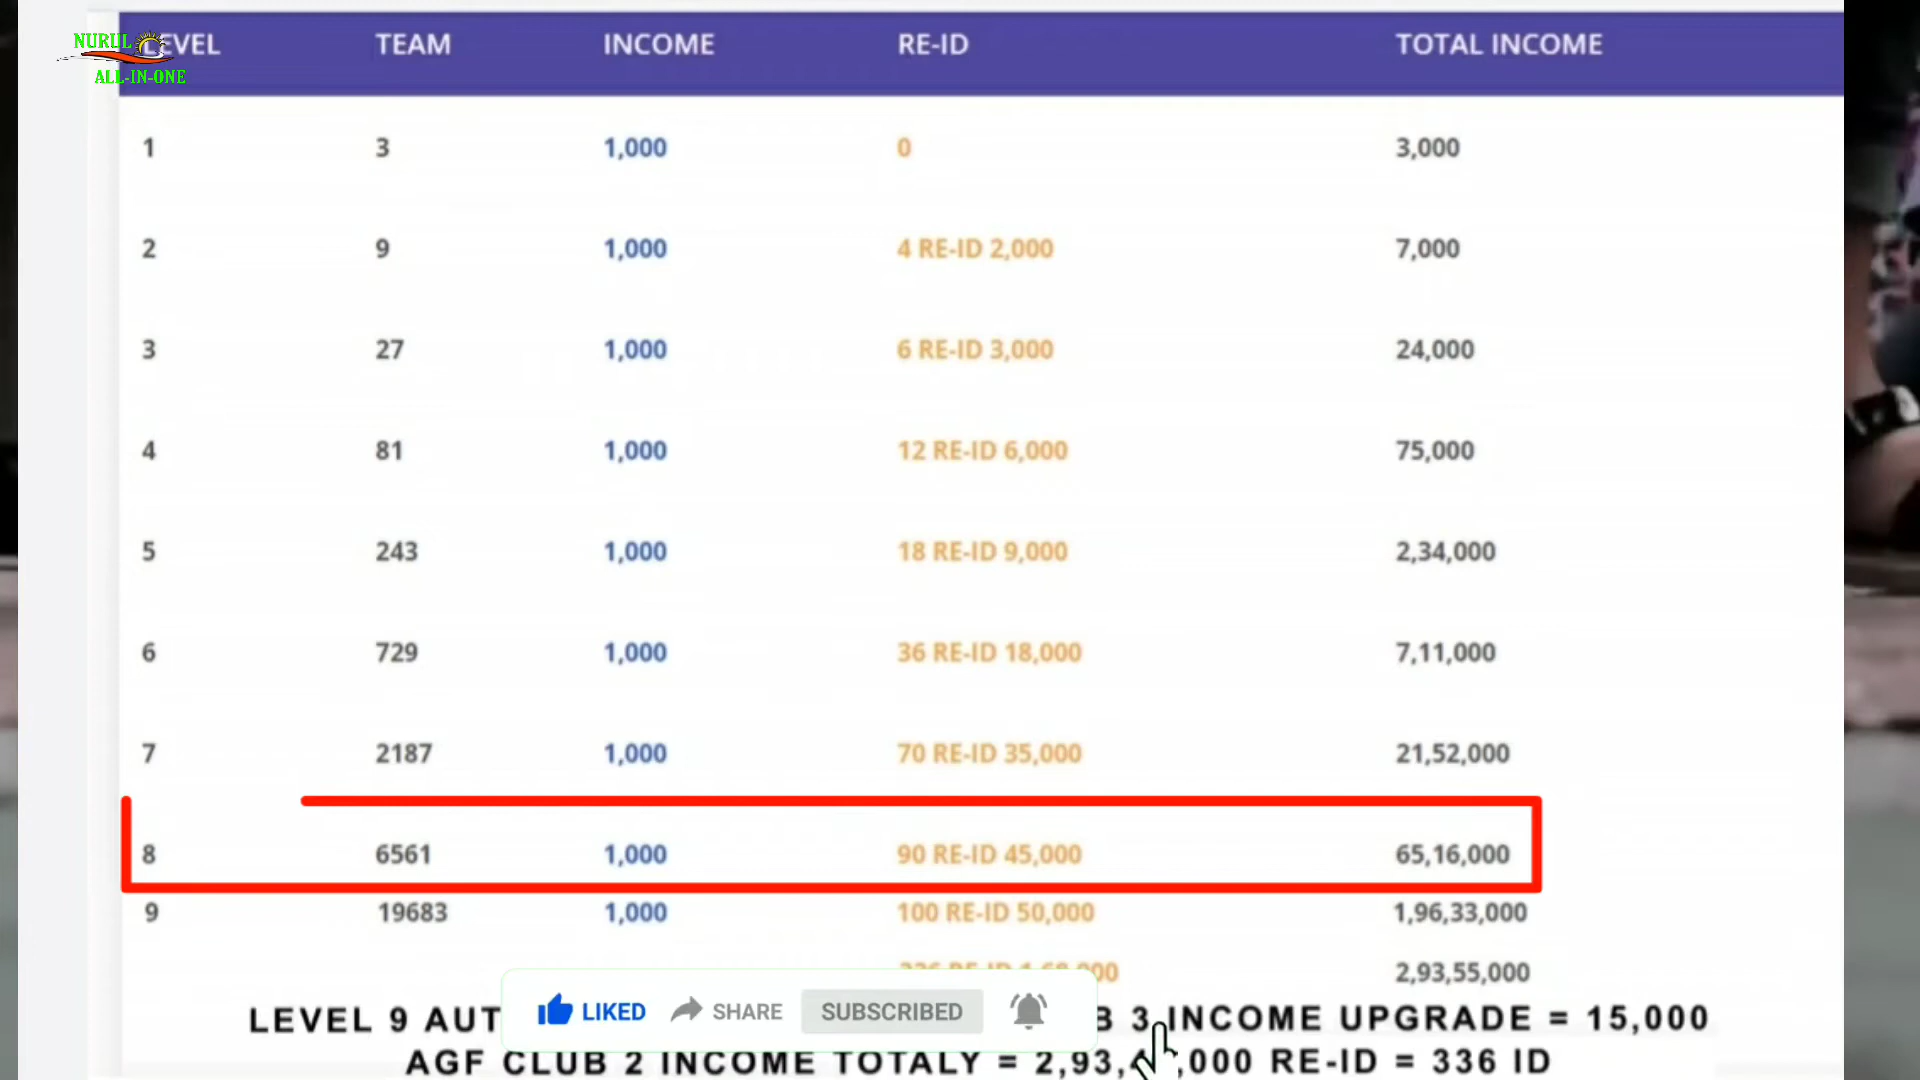 NURUL
ALL-IN-ONE
LEVEL TEAM INCOME RE-ID TOTAL INCOME
1 3 1,000 0 3,000
2 9 1,000 4 RE-ID 2,000 7,000
3 27 1,000 6 RE-ID 3,000 24,000
4 81 1,000 12 RE-ID 6,000 75,000
5 243 1,000 18 RE-ID 9,000 2,34,000
6 729 1,000 36 RE-ID 18,000 7,11,000
7 2187 1,000 70 RE-ID 35,000 21,52,000
8 6561 1,000 90 RE-ID 45,000 65,16,000
9 19683 1,000 100 RE-ID 50,000 1,96,33,000
2,93,55,000
LEVEL 9 3 INCOME UPGRADE = 15,000
LIKED SHARE SUBSCRIBED
AGF CLUB 2 INCOME TOTALY = RE-ID = 336 ID